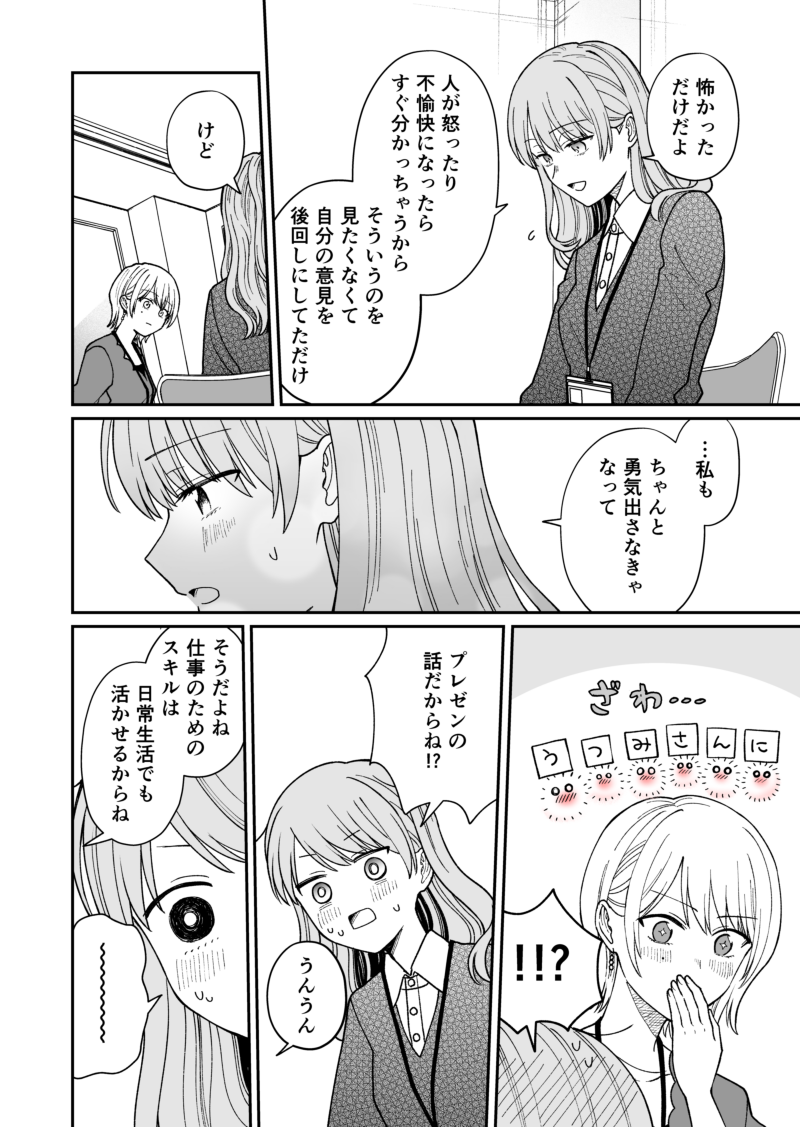 怖かった
だけだよ
人が怒ったり
不愉快になったら
すぐ分かっちゃうから
そういうのを
見たくなくて
自分の意見を
後回しにしてただけ
けど
…私も
ちゃんと
勇気出さなきゃ
なって
ざわ…
うつみさんに
!!?
プレゼンの
話だからね!?
うんうん
そうだよね
仕事のための
スキルは
日常生活でも
活かせるからね